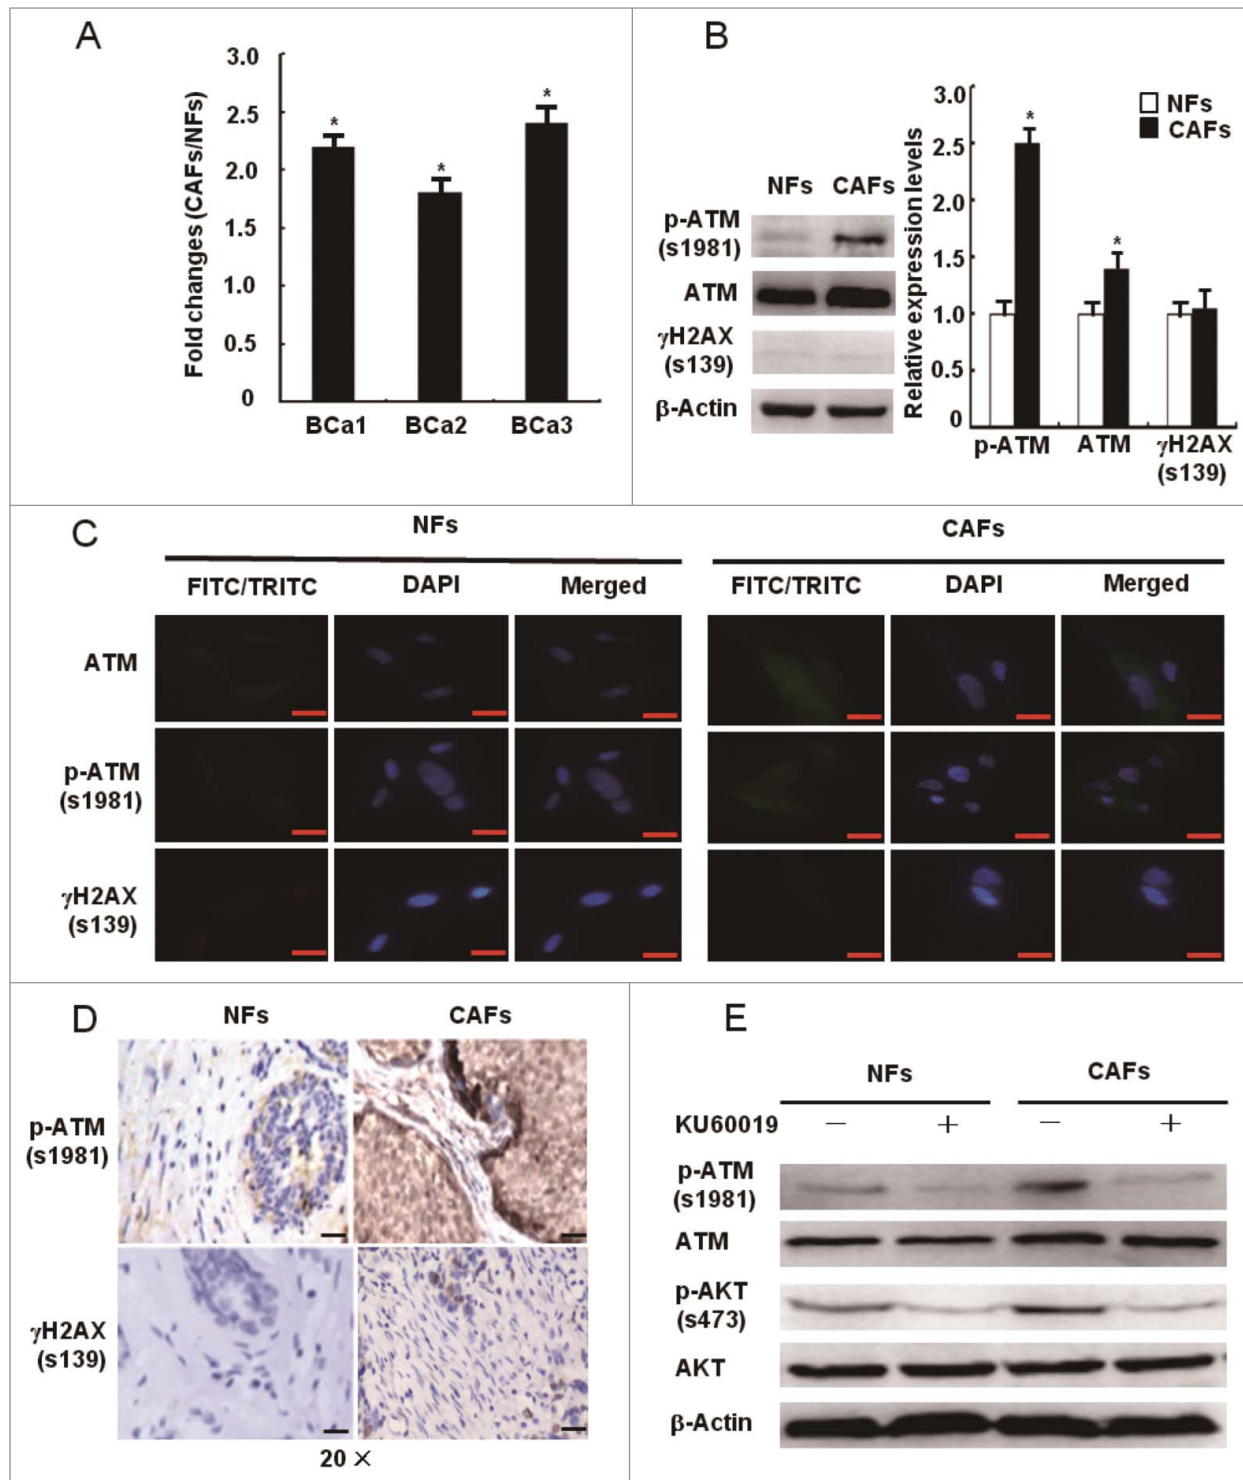 A
Fold changes (CAFs/NFs)
3.0
2.5
2.0
1.5
1.0
0.5
0
*
*
*
BCa1 BCa2 BCa3
B
NFs CAFs
p-ATM
(s1981)
ATM
γH2AX
(s139)
β-Actin
Relative expression levels
3.0
2.5
1.5
1.0
0.5
0
*
*
NFs
CAFs
p-ATM ATM γH2AX
(s139)
C
NFs CAFs
FITC/TRITC DAPI Merged FITC/TRITC DAPI Merged
ATM
p-ATM
(s1981)
γH2AX
(s139)
D
NFs CAFs
p-ATM
(s1981)
γH2AX
(s139)
20 ×
E
NFs CAFs
KU60019 − + − +
p-ATM
(s1981)
ATM
p-AKT
(s473)
AKT
β-Actin